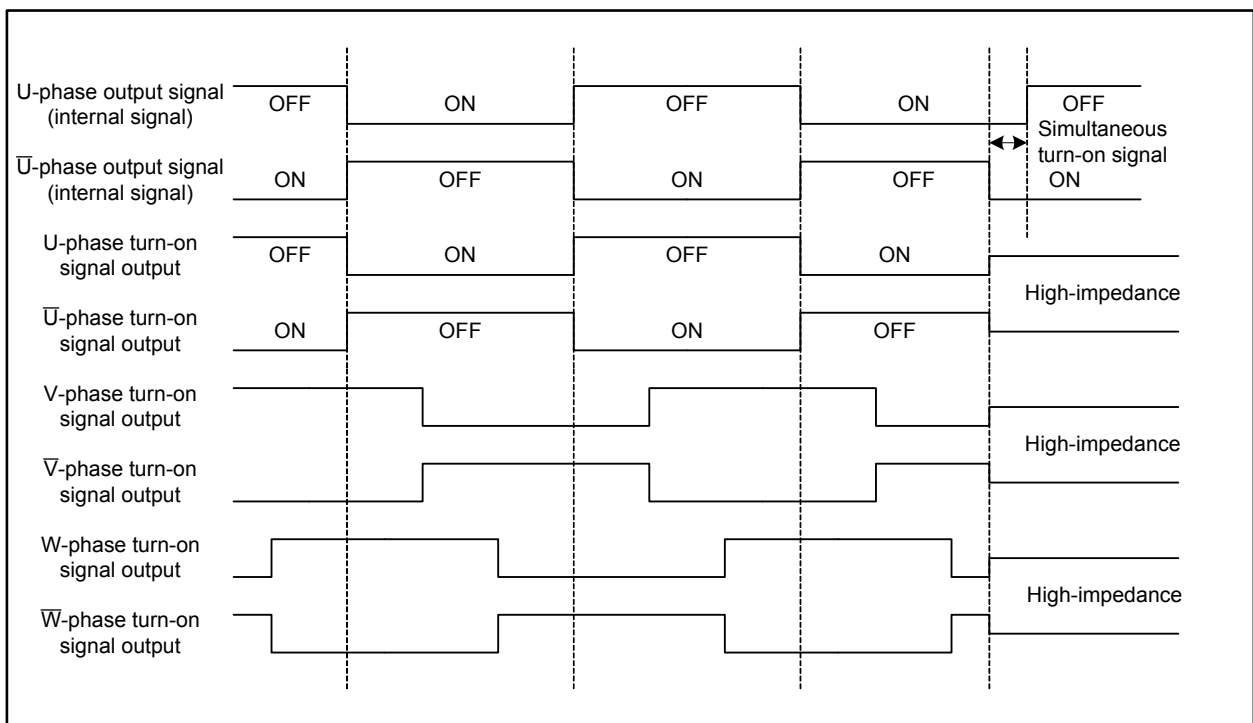 U-phase output signal
(internal signal)
OFF
ON
OFF
ON
OFF
Simultaneous
turn-on signal
U̅-phase output signal
(internal signal)
ON
OFF
ON
OFF
ON
U-phase turn-on
signal output
OFF
ON
OFF
ON
High-impedance
U̅-phase turn-on
signal output
ON
OFF
ON
OFF
V-phase turn-on
signal output
High-impedance
V̅-phase turn-on
signal output
W-phase turn-on
signal output
High-impedance
W̅-phase turn-on
signal output